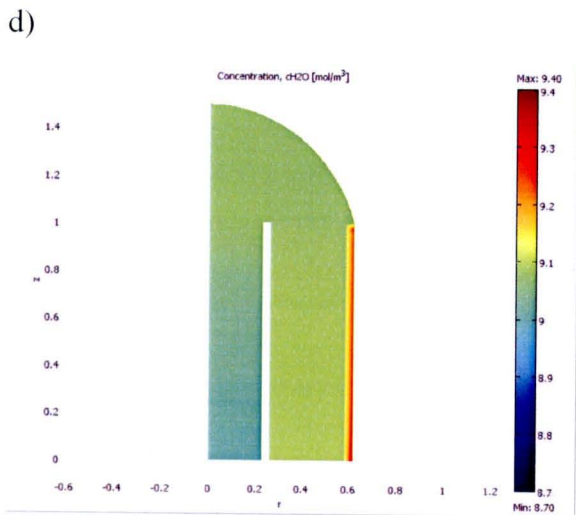 d)
Concentration, cH2O [mol/m³]
Max: 9.40
9.4
9.3
9.2
9.1
9
8.9
8.8
8.7
Min: 8.70
1.4
1.2
1
0.8
0.6
0.4
0.2
0
z
-0.6 -0.4 -0.2 0 0.2 0.4 0.6 0.8 1 1.2
r